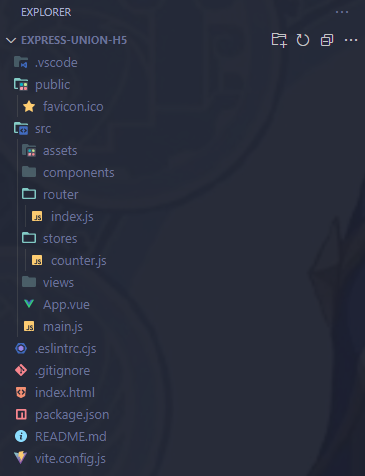 EXPLORER
EXPRESS-UNION-H5
.vscode
public
favicon.ico
src
assets
components
router
index.js
stores
counter.js
views
App.vue
main.js
.eslintrc.cjs
.gitignore
index.html
package.json
README.md
vite.config.js